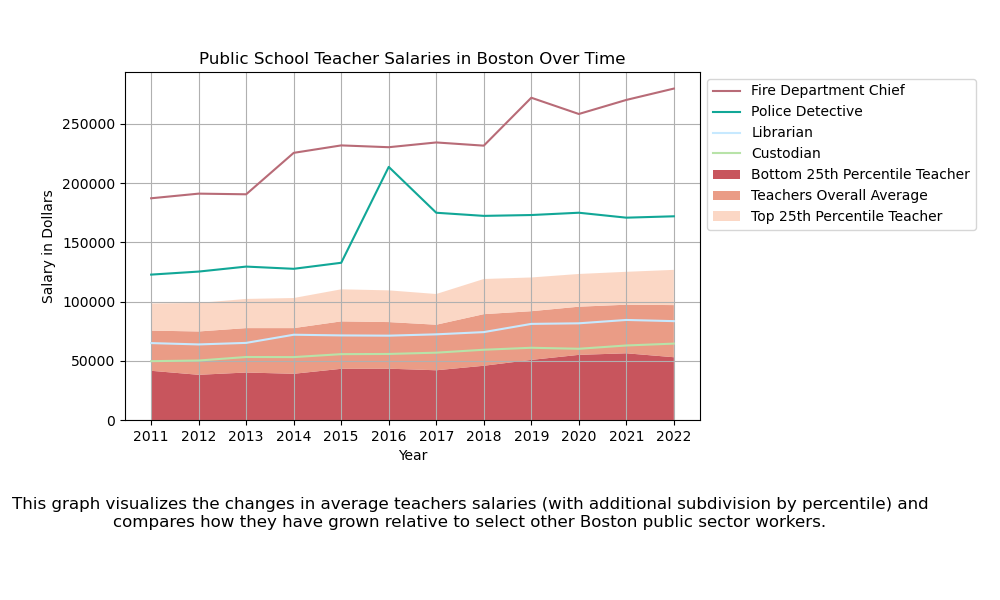 Public School Teacher Salaries in Boston Over Time
Fire Department Chief
Police Detective
Librarian
Custodian
Bottom 25th Percentile Teacher
Teachers Overall Average
Top 25th Percentile Teacher
Salary in Dollars
250000
200000
150000
100000
50000
0
2011 2012 2013 2014 2015 2016 2017 2018 2019 2020 2021 2022
Year
This graph visualizes the changes in average teachers salaries (with additional subdivision by percentile) and
compares how they have grown relative to select other Boston public sector workers.